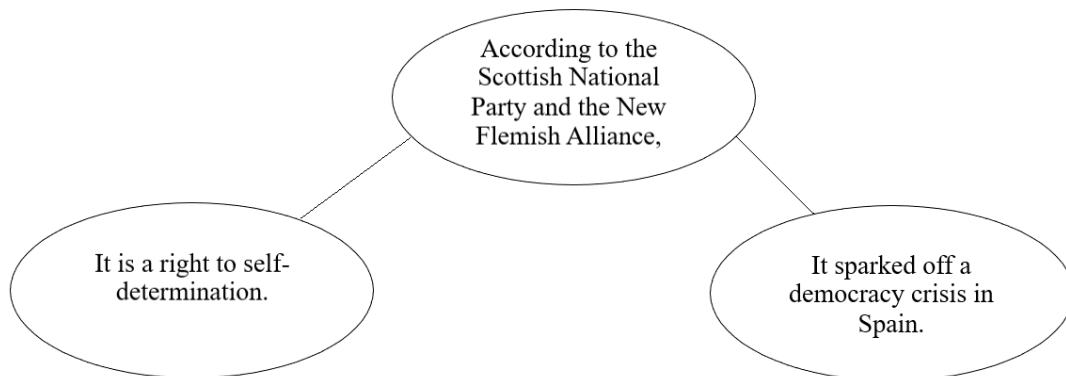 According to the
Scottish National
Party and the New
Flemish Alliance,
It is a right to self-
determination.
It sparked off a
democracy crisis in
Spain.